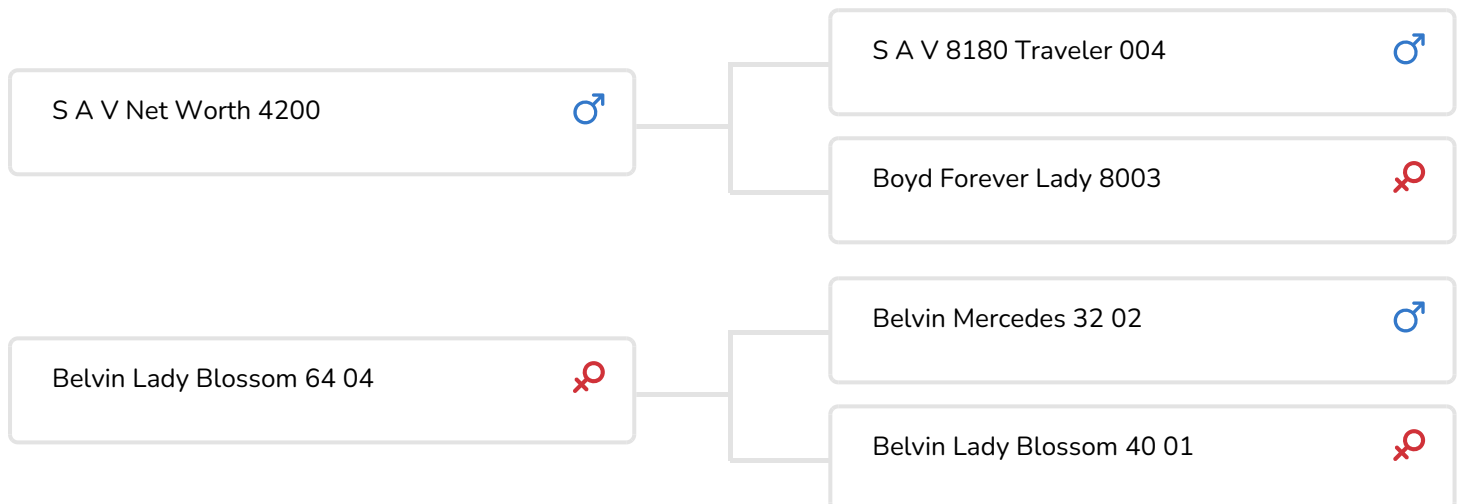 S A V Net Worth 4200
S A V 8180 Traveler 004
Boyd Forever Lady 8003
Belvin Lady Blossom 64 04
Belvin Mercedes 32 02
Belvin Lady Blossom 40 01